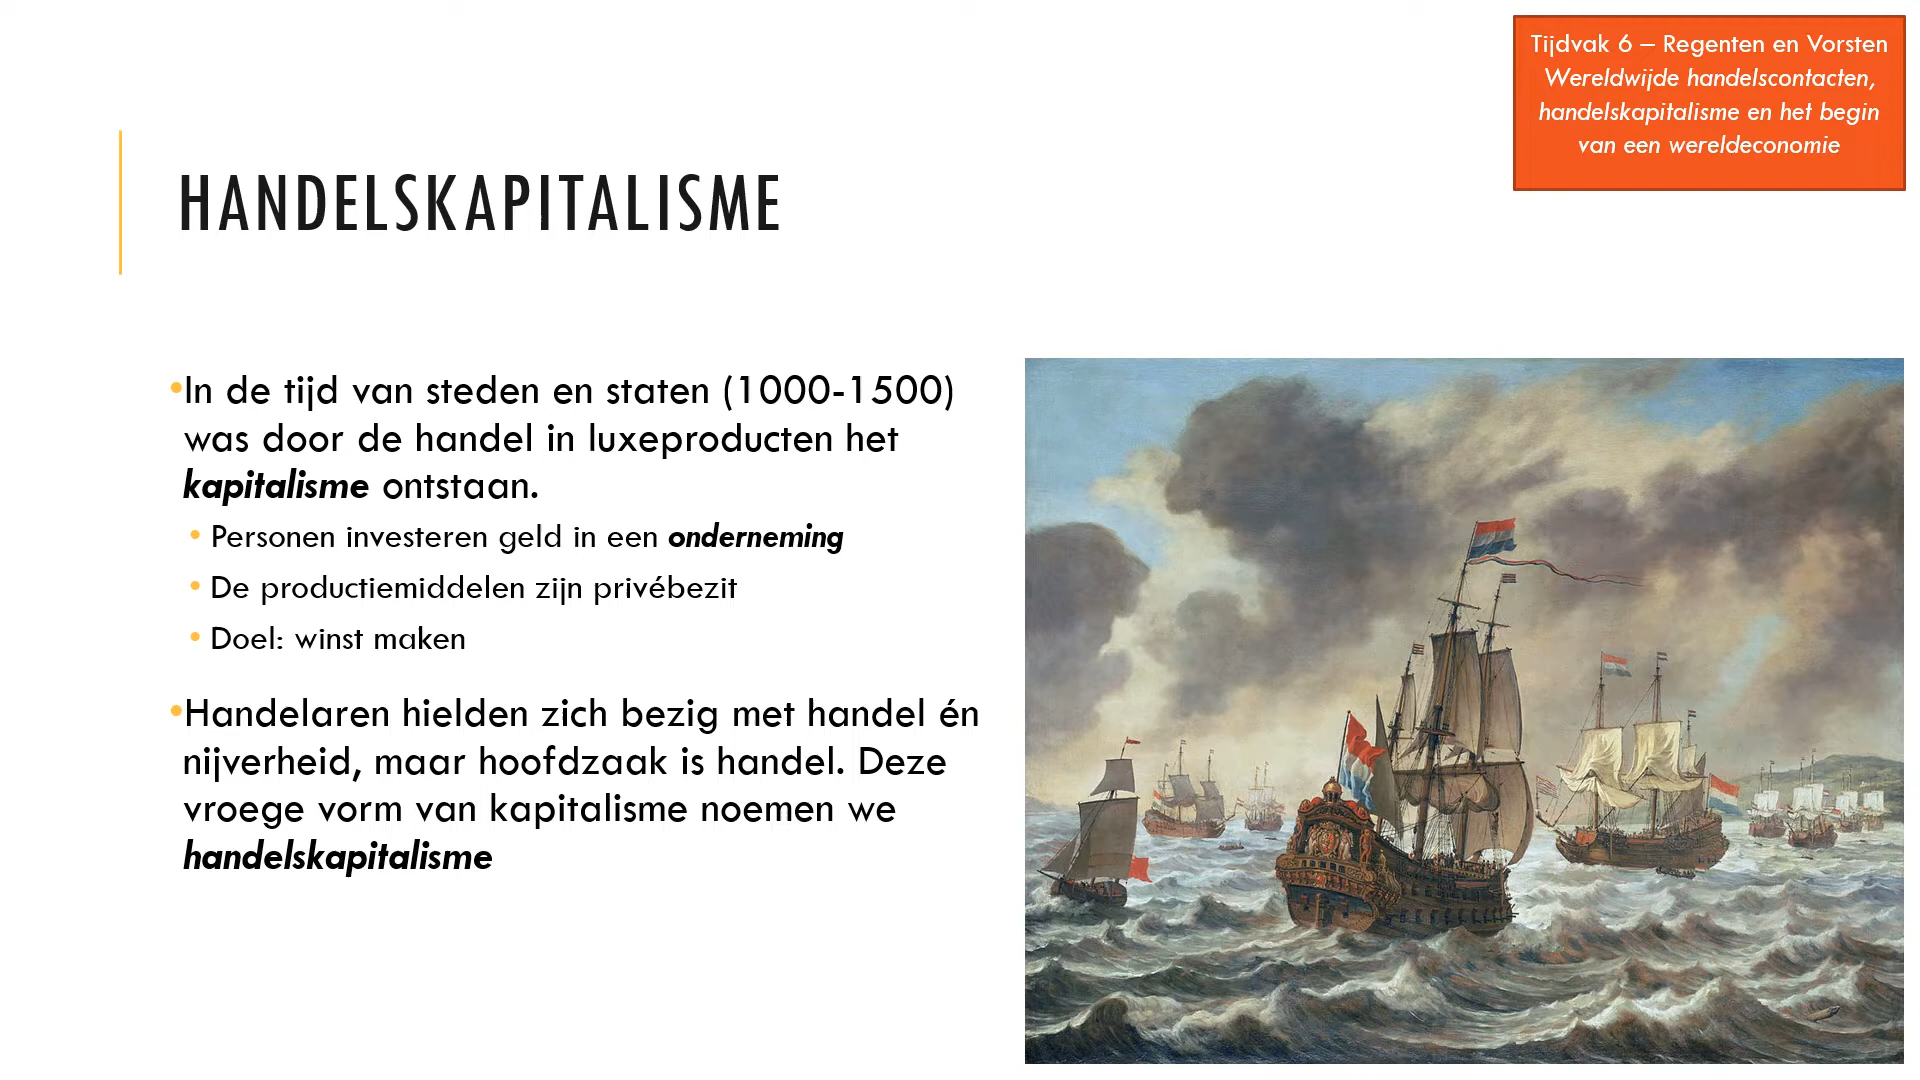 Tijdvak 6 – Regenten en Vorsten
Wereldwijde handelscontacten,
handelskapitalisme en het begin
van een wereldeconomie
HANDELSKAPITALISME
•In de tijd van steden en staten (1000-1500)
was door de handel in luxeproducten het
kapitalisme ontstaan.
• Personen investeren geld in een onderneming
• De productiemiddelen zijn privébezit
• Doel: winst maken
•Handelaren hielden zich bezig met handel én
nijverheid, maar hoofdzaak is handel. Deze
vroege vorm van kapitalisme noemen we
handelskapitalisme